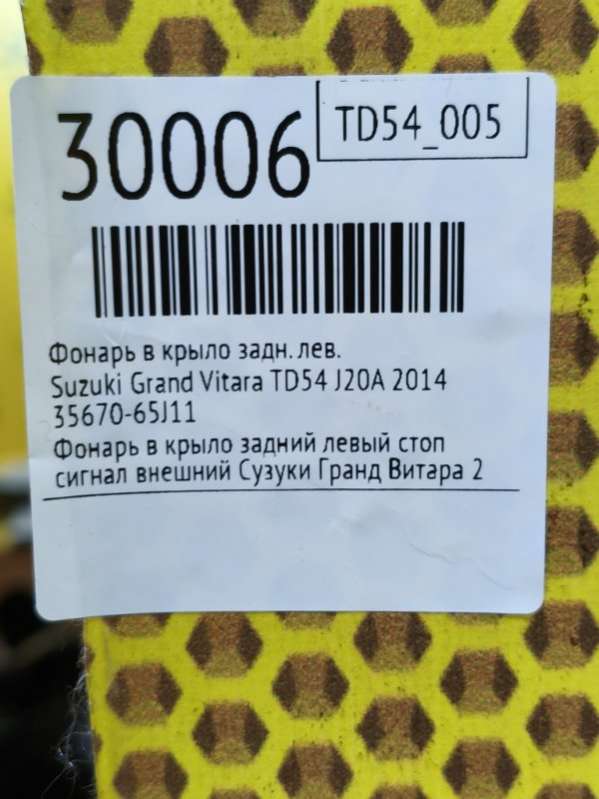 30006
TD54_005
Фонарь в крыло задн. лев.
Suzuki Grand Vitara TD54 J20A 2014
35670-65J11
Фонарь в крыло задний левый стоп
сигнал внешний Сузуки Гранд Витара 2